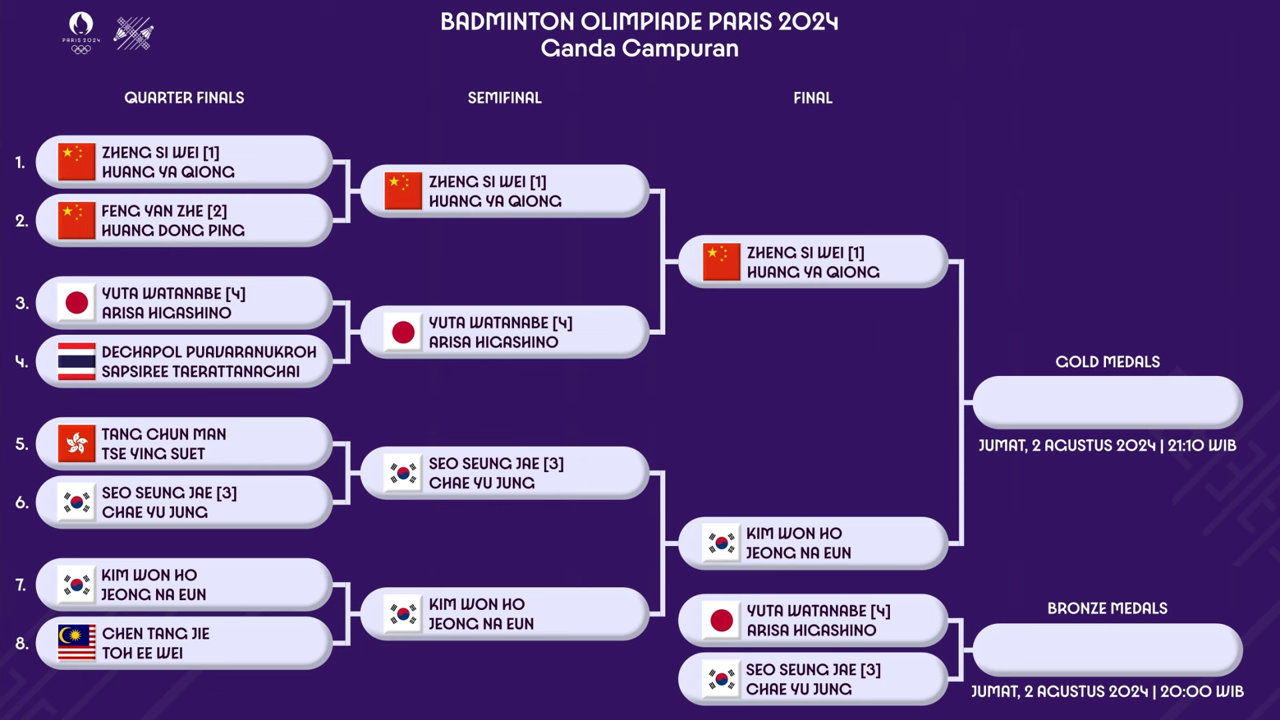 PARIS 2024
BADMINTON OLIMPIADE PARIS 2024
Ganda Campuran
QUARTER FINALS
SEMIFINAL
FINAL
1.
ZHENG SI WEI [1]
HUANG YA QIONG
2.
FENG YAN ZHE [2]
HUANG DONG PING
3.
YUTA WATANABE [4]
ARISA HIGASHINO
4.
DECHAPOL PUAVARANUKROH
SAPSIREE TAERATTANACHAI
5.
TANG CHUN MAN
TSE YING SUET
6.
SEO SEUNG JAE [3]
CHAE YU JUNG
7.
KIM WON HO
JEONG NA EUN
8.
CHEN TANG JIE
TOH EE WEI
ZHENG SI WEI [1]
HUANG YA QIONG
YUTA WATANABE [4]
ARISA HIGASHINO
SEO SEUNG JAE [3]
CHAE YU JUNG
KIM WON HO
JEONG NA EUN
ZHENG SI WEI [1]
HUANG YA QIONG
KIM WON HO
JEONG NA EUN
YUTA WATANABE [4]
ARISA HIGASHINO
SEO SEUNG JAE [3]
CHAE YU JUNG
GOLD MEDALS
JUMAT, 2 AGUSTUS 2024 | 21:10 WIB
BRONZE MEDALS
JUMAT, 2 AGUSTUS 2024 | 20:00 WIB